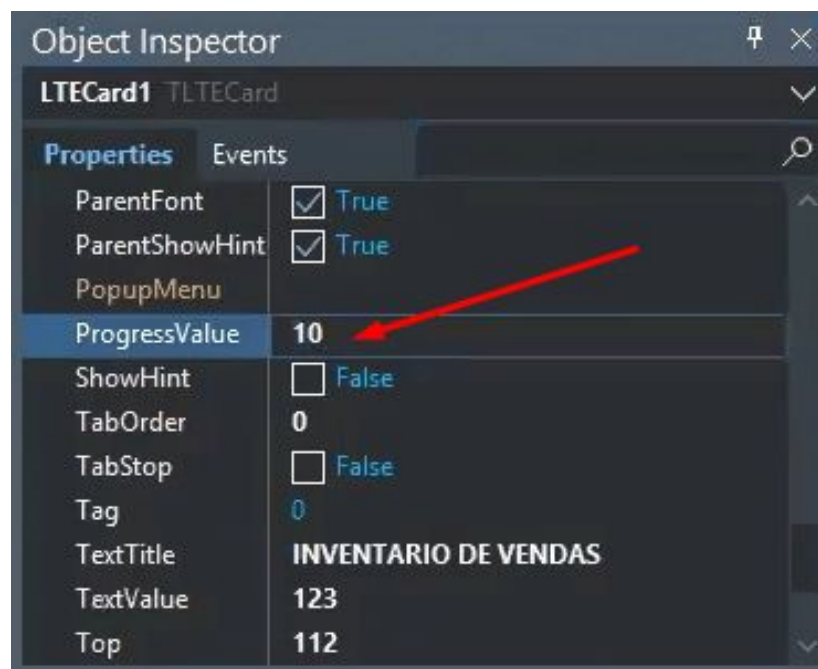 Object Inspector
LTECard1 TLTECard
Properties Events
ParentFont True
ParentShowHint True
PopupMenu
ProgressValue 10
ShowHint False
TabOrder 0
TabStop False
Tag 0
TextTitle INVENTARIO DE VENDAS
TextValue 123
Top 112